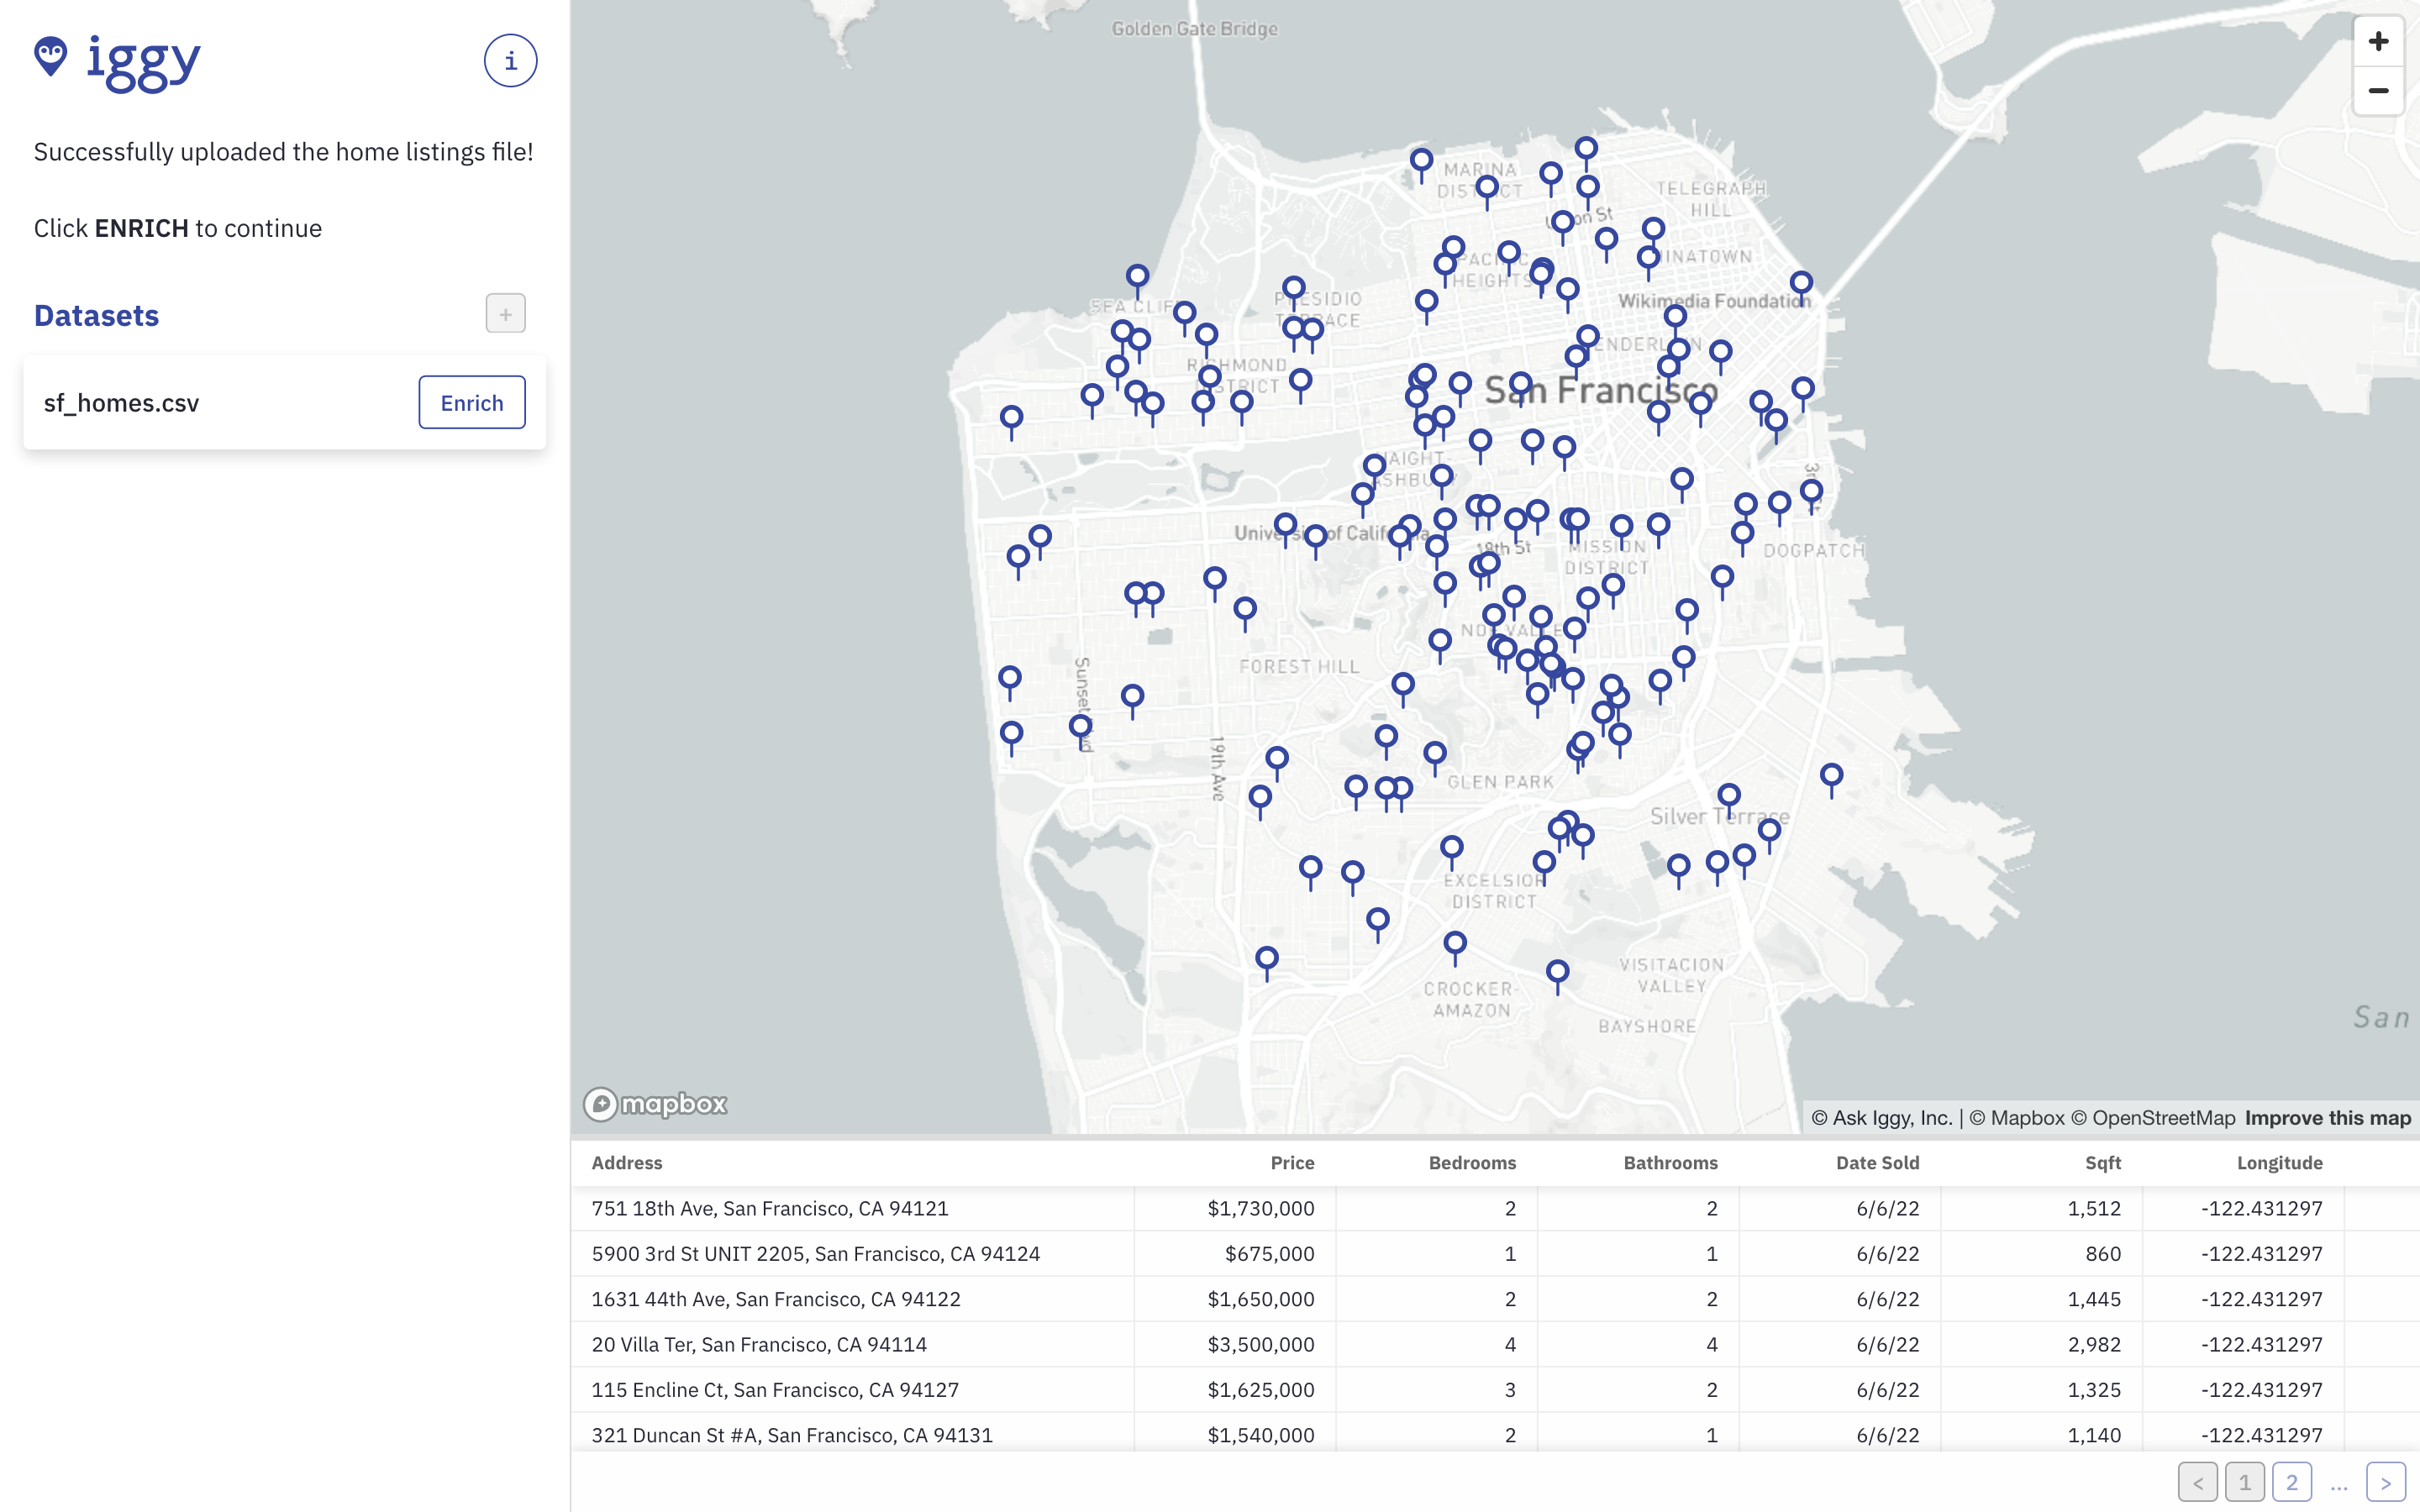 iggy
i
Successfully uploaded the home listings file!
Click ENRICH to continue
Datasets
+
sf_homes.csv
Enrich
Golden Gate Bridge
+
−
MARINA
DISTRICT
TELEGRAPH
HILL
Union St
CHINATOWN
PACIFIC
HEIGHTS
SEA CLIFF
PRESIDIO
TERRACE
Wikimedia Foundation
TENDERLOIN
RICHMOND
DISTRICT
San Francisco
HAIGHT-
ASHBURY
University of California
18th St
MISSION
DISTRICT
DOGPATCH
NOE VALLEY
FOREST HILL
19th Ave
GLEN PARK
Silver Terrace
EXCELSIOR
DISTRICT
VISITACION
VALLEY
CROCKER-
AMAZON
BAYSHORE
San
mapbox
© Ask Iggy, Inc. | © Mapbox © OpenStreetMap Improve this map
Address Price Bedrooms Bathrooms Date Sold Sqft Longitude
751 18th Ave, San Francisco, CA 94121 $1,730,000 2 2 6/6/22 1,512 -122.431297
5900 3rd St UNIT 2205, San Francisco, CA 94124 $675,000 1 1 6/6/22 860 -122.431297
1631 44th Ave, San Francisco, CA 94122 $1,650,000 2 2 6/6/22 1,445 -122.431297
20 Villa Ter, San Francisco, CA 94114 $3,500,000 4 4 6/6/22 2,982 -122.431297
115 Encline Ct, San Francisco, CA 94127 $1,625,000 3 2 6/6/22 1,325 -122.431297
321 Duncan St #A, San Francisco, CA 94131 $1,540,000 2 1 6/6/22 1,140 -122.431297
< 1 2 ... >